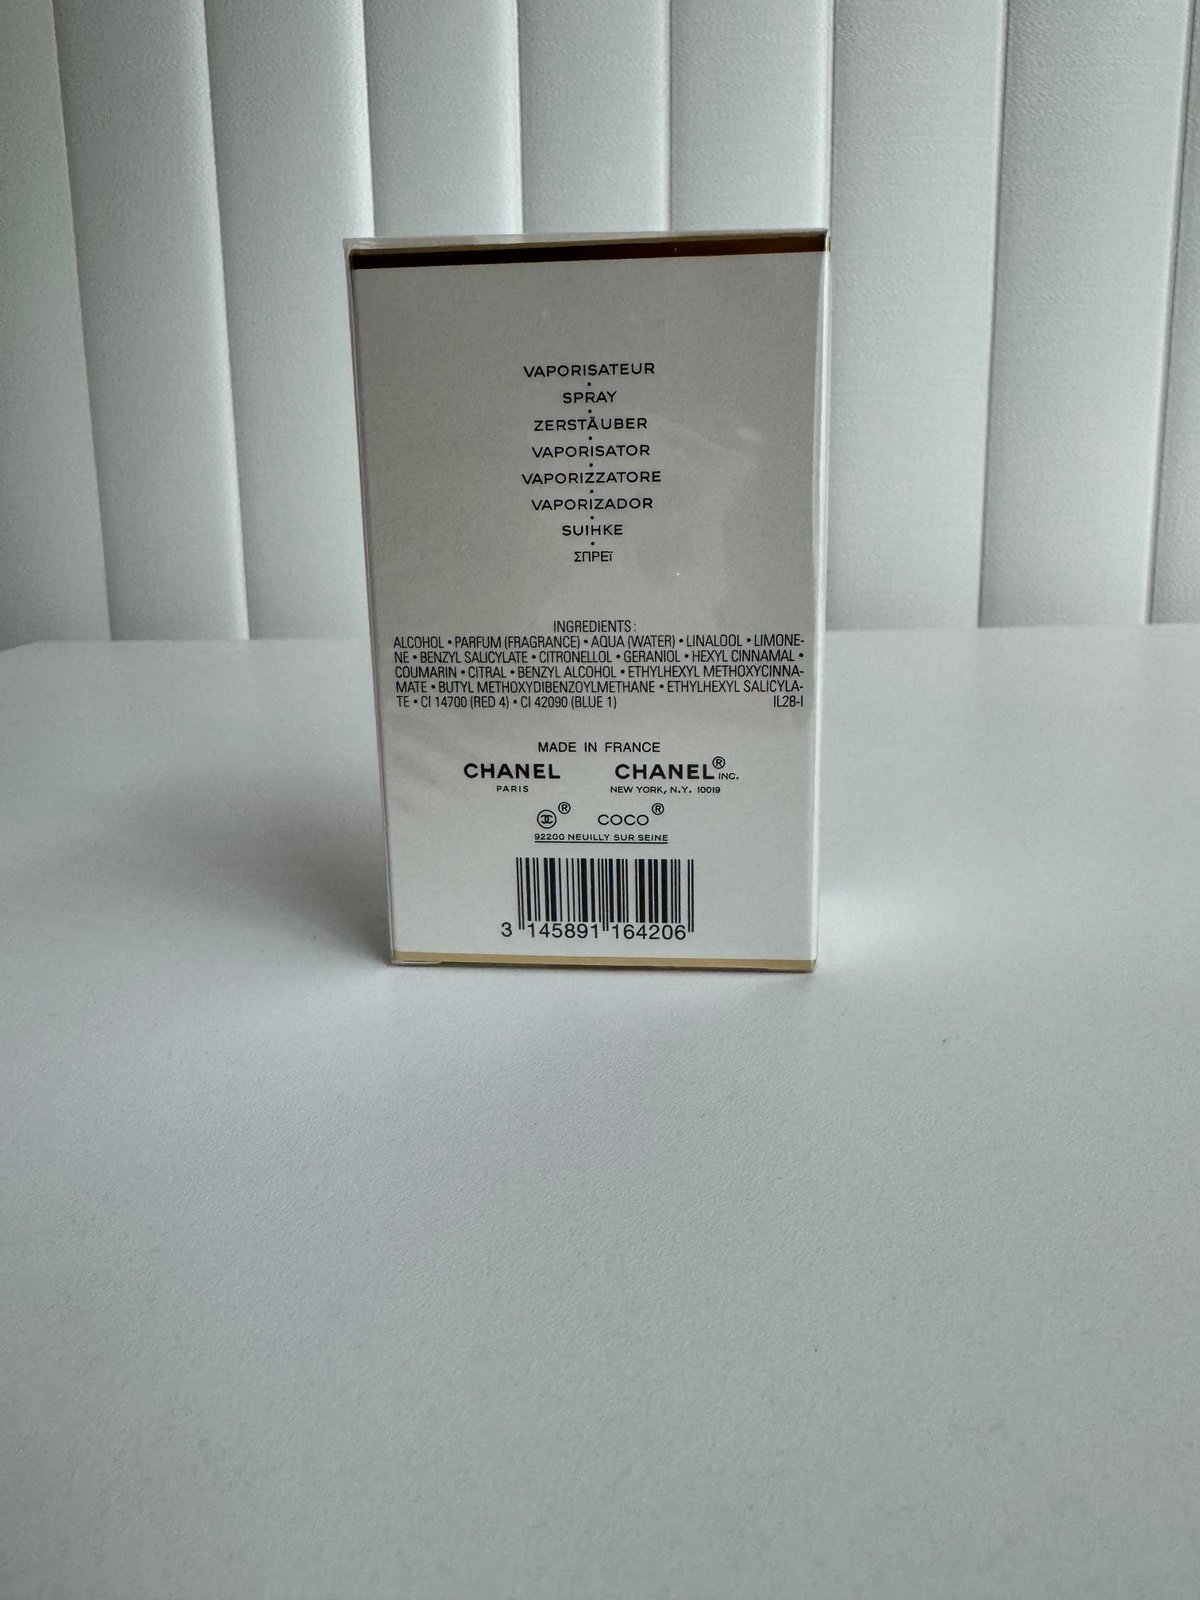 VAPORISATEUR
•
SPRAY
•
ZERSTÄUBER
•
VAPORISATOR
•
VAPORIZZATORE
•
VAPORIZADOR
•
SUIHKE
•
ΣΠΡΕΪ
INGREDIENTS:
ALCOHOL • PARFUM (FRAGRANCE) • AQUA (WATER) • LINALOOL • LIMONE-
NE • BENZYL SALICYLATE • CITRONELLOL • GERANIOL • HEXYL CINNAMAL •
COUMARIN • CITRAL • BENZYL ALCOHOL • ETHYLHEXYL METHOXYCINNA-
MATE • BUTYL METHOXYDIBENZOYLMETHANE • ETHYLHEXYL SALICYLA-
TE • CI 14700 (RED 4) • CI 42090 (BLUE 1) IL28-I
MADE IN FRANCE
CHANEL CHANEL® INC.
PARIS NEW YORK, N.Y. 10019
® COCO®
92200 NEUILLY SUR SEINE
3 145891 164206